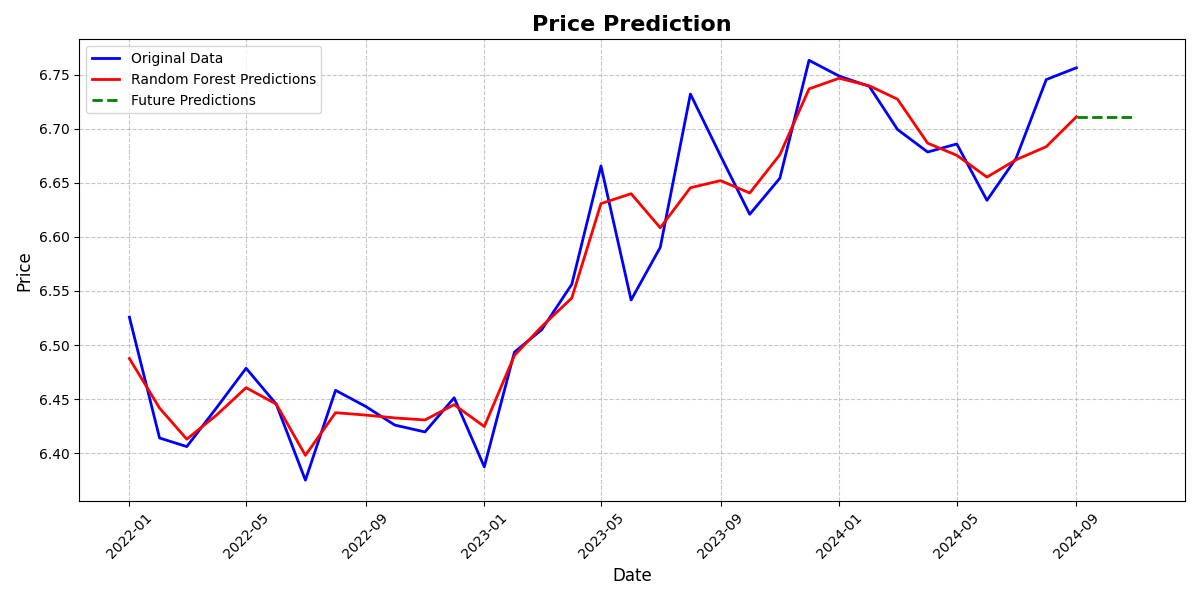 Price Prediction
Original Data
Random Forest Predictions
Future Predictions
Price
6.75
6.70
6.65
6.60
6.55
6.50
6.45
6.40
2022-01
2022-05
2022-09
2023-01
2023-05
2023-09
2024-01
2024-05
2024-09
Date